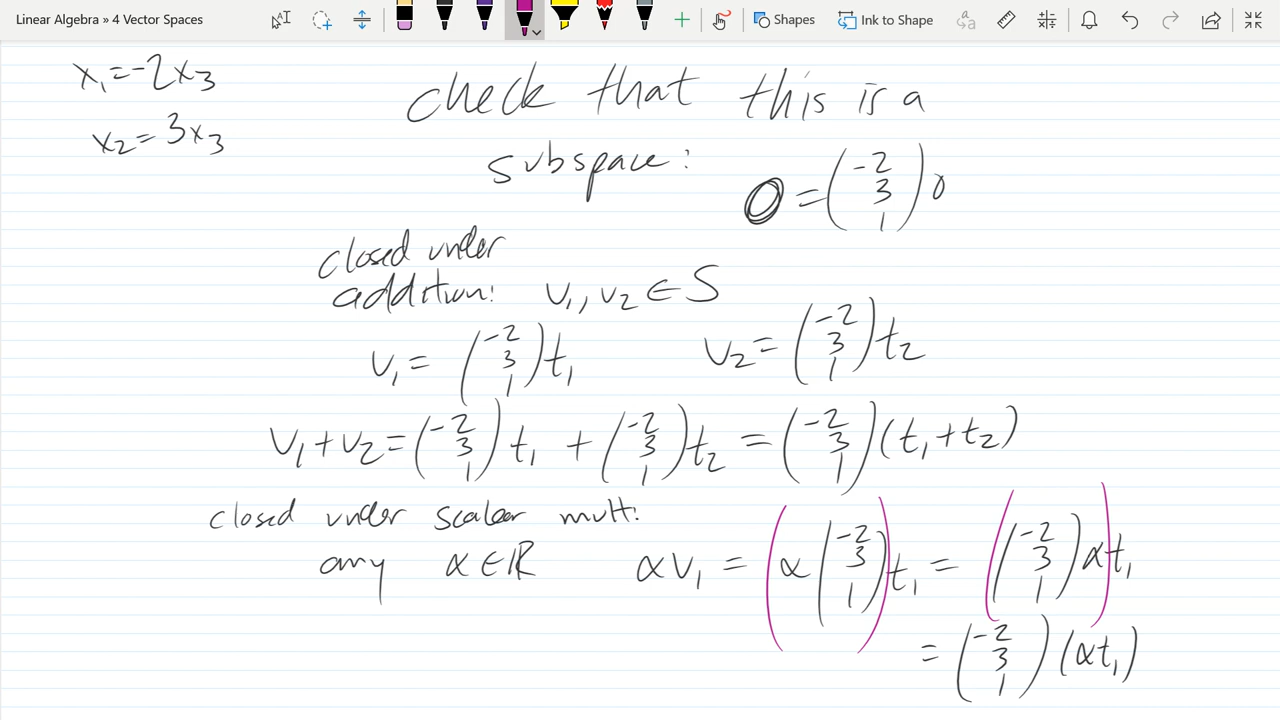 Linear Algebra » 4 Vector Spaces
Shapes
Ink to Shape
x₁=-2x₃
x₂=3x₃
check that this is a
subspace:
0 = (-2 3 1) 0
closed under
addition: v₁, v₂ ∈ S
v₁ = (-2 3 1) t₁ v₂ = (-2 3 1) t₂
v₁+v₂ = (-2 3 1) t₁ + (-2 3 1) t₂ = (-2 3 1) (t₁+t₂)
closed under scalar mult:
any α ∈ ℝ αv₁ = (α (-2 3 1)) t₁ = ((-2 3 1) α) t₁
= (-2 3 1) (αt₁)